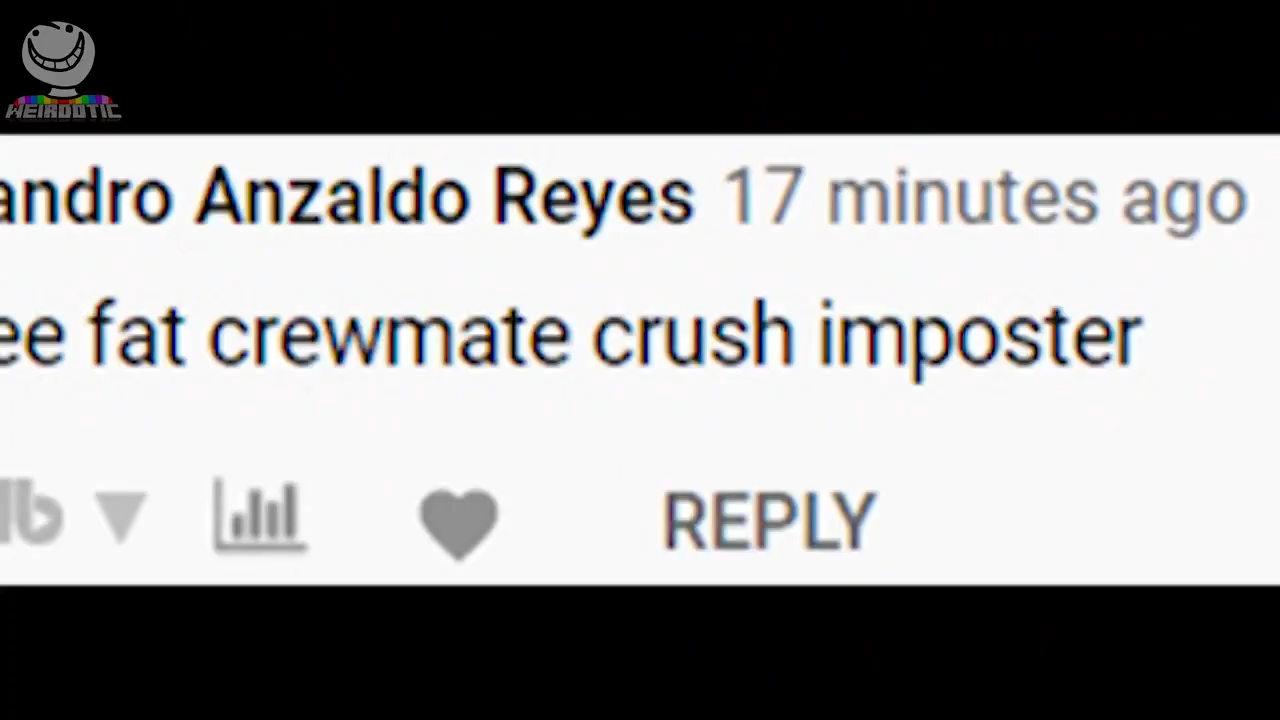 WEIRDOTIC
andro Anzaldo Reyes 17 minutes ago
ee fat crewmate crush imposter
REPLY